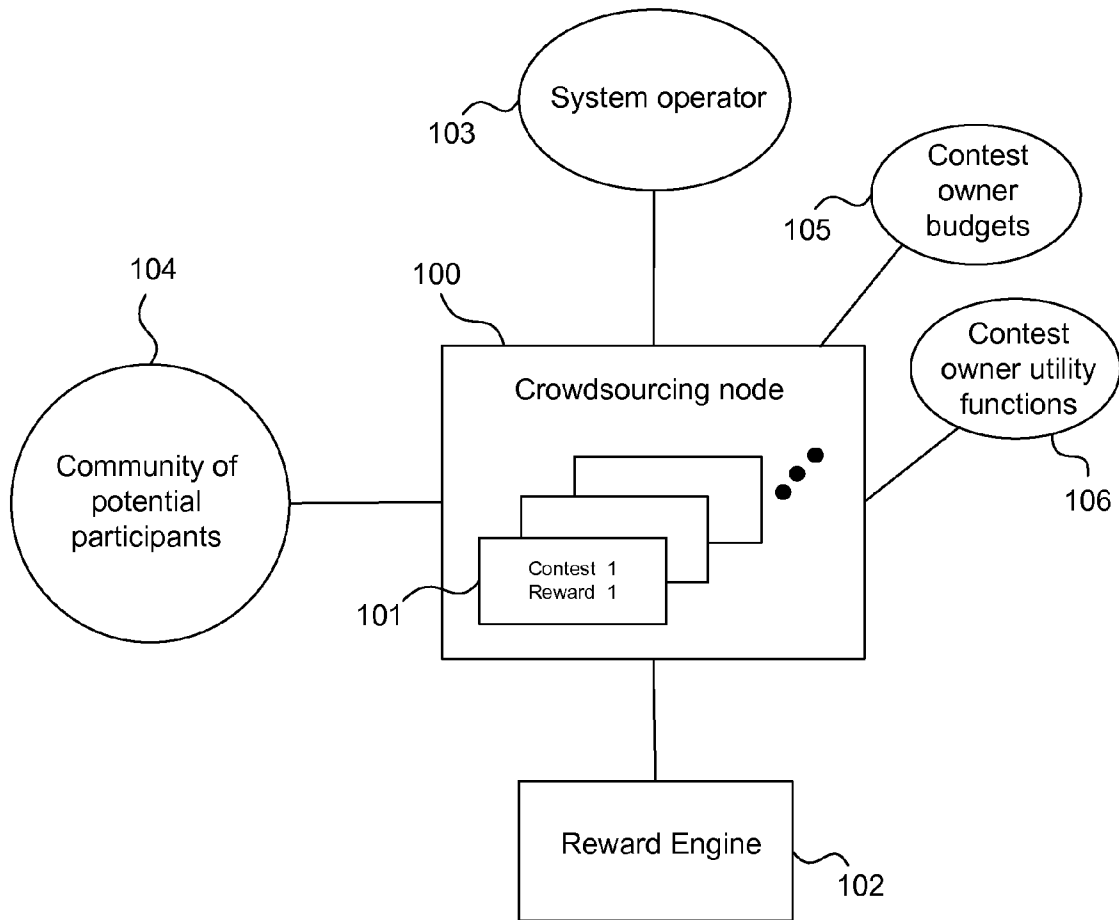 System operator
103
Contest
owner
budgets
105
104
100
Contest
owner utility
functions
106
Crowdsourcing node
Community of
potential
participants
Contest 1
Reward 1
101
Reward Engine
102